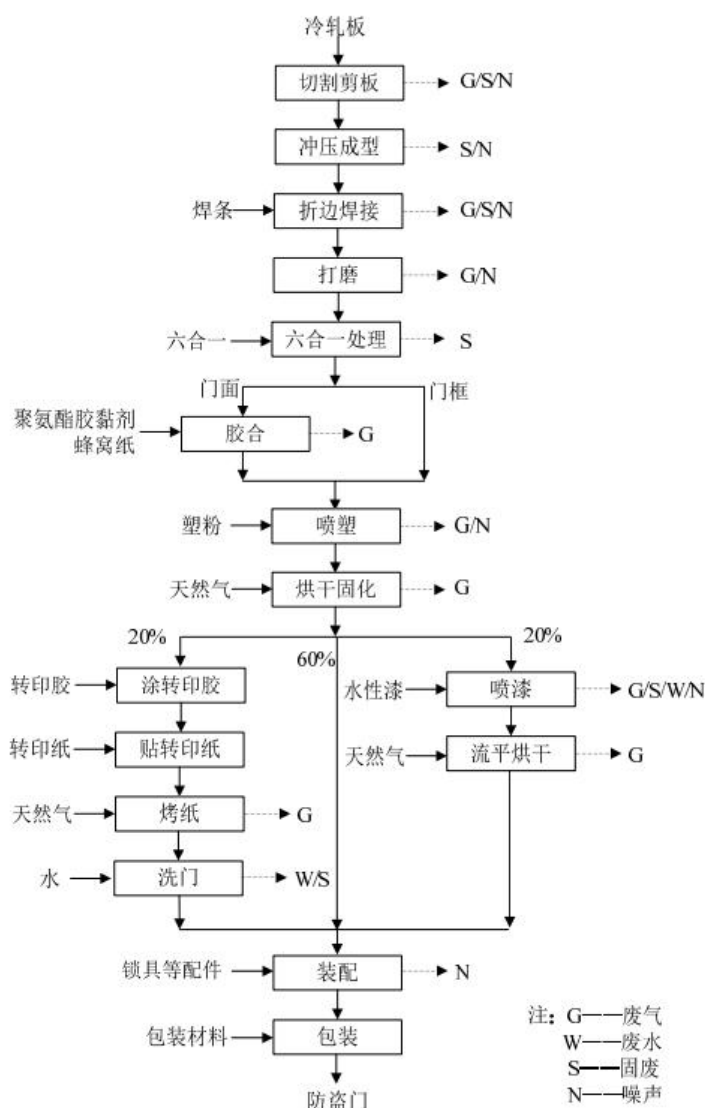 冷轧板
切割剪板
G/S/N
冲压成型
S/N
焊条
折边焊接
G/S/N
打磨
G/N
六合一
六合一处理
S
门面
门框
聚氨酯胶黏剂
蜂窝纸
胶合
G
塑粉
喷塑
G/N
天然气
烘干固化
G
20%
60%
20%
转印胶
涂转印胶
水性漆
喷漆
G/S/W/N
转印纸
贴转印纸
天然气
流平烘干
G
天然气
烤纸
G
水
洗门
W/S
锁具等配件
装配
N
包装材料
包装
防盗门
注: G——废气
W——废水
S——固废
N——噪声